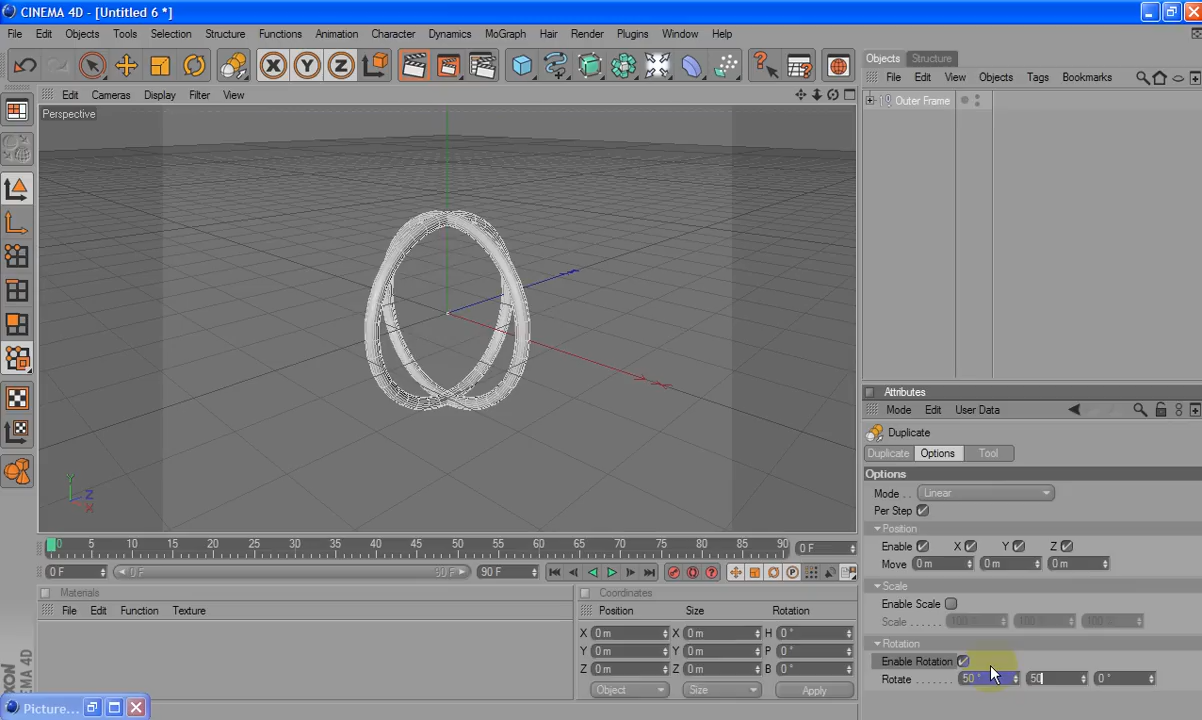 CINEMA 4D - [Untitled 6 *]
File Edit Objects Tools Selection Structure Functions Animation Character Dynamics MoGraph Hair Render Plugins Window Help
X Y Z
Objects Structure
File Edit View Objects Tags Bookmarks
Edit Cameras Display Filter View
Perspective
Outer Frame
Y
Z
X
Attributes
Mode Edit User Data
Duplicate
Duplicate Options Tool
Options
Mode . . Linear
Per Step
Position
Enable X Y Z
Move 0 m 0 m 0 m
Scale
Enable Scale
Scale . . . . . . 100 % 100 % 100 %
Rotation
Enable Rotation
Rotate . . . . . . . 50 ° 50 0 °
0 5 10 15 20 25 30 35 40 45 50 55 60 65 70 75 80 85 90 0 F
0 F 0 F 90 F
Materials
File Edit Function Texture
Coordinates
Position Size Rotation
X 0 m X 0 m H 0 °
Y 0 m Y 0 m P 0 °
Z 0 m Z 0 m B 0 °
Object Size Apply
Picture...